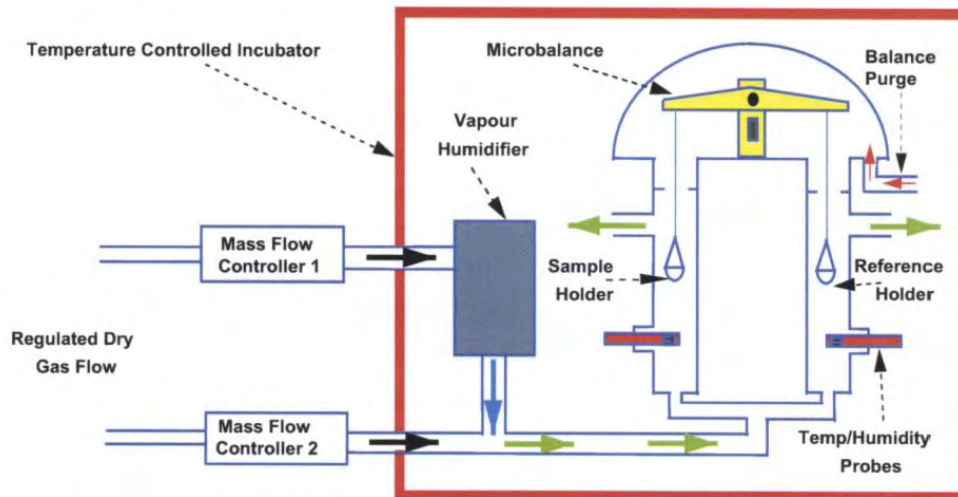 Temperature Controlled Incubator
Microbalance
Balance
Purge
Vapour
Humidifier
Mass Flow
Controller 1
Sample
Holder
Reference
Holder
Regulated Dry
Gas Flow
Mass Flow
Controller 2
Temp/Humidity
Probes